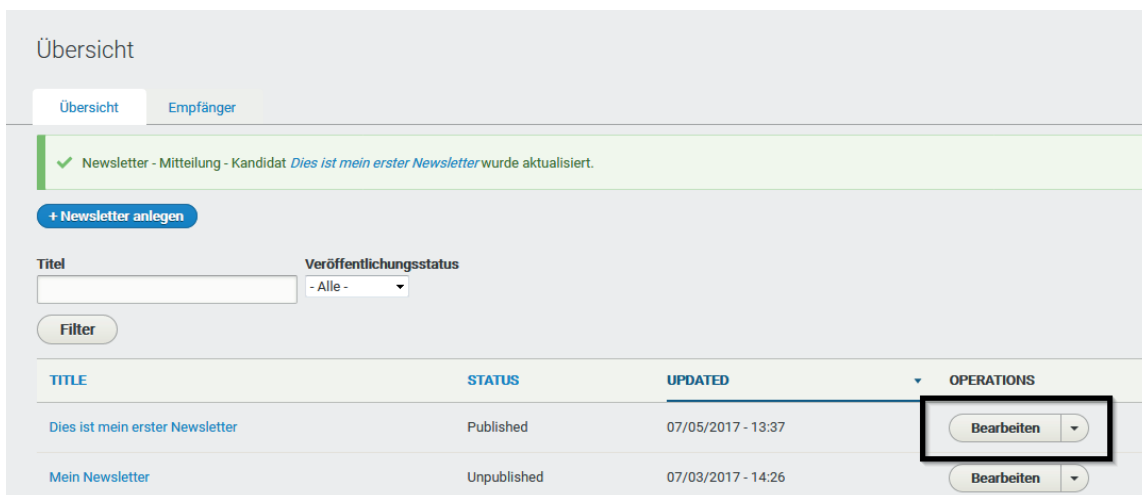 Übersicht
Übersicht Empfänger
Newsletter - Mitteilung - Kandidat Dies ist mein erster Newsletter wurde aktualisiert.
+ Newsletter anlegen
Titel Veröffentlichungsstatus
- Alle -
Filter
TITLE STATUS UPDATED OPERATIONS
Dies ist mein erster Newsletter Published 07/05/2017 - 13:37 Bearbeiten
Mein Newsletter Unpublished 07/03/2017 - 14:26 Bearbeiten